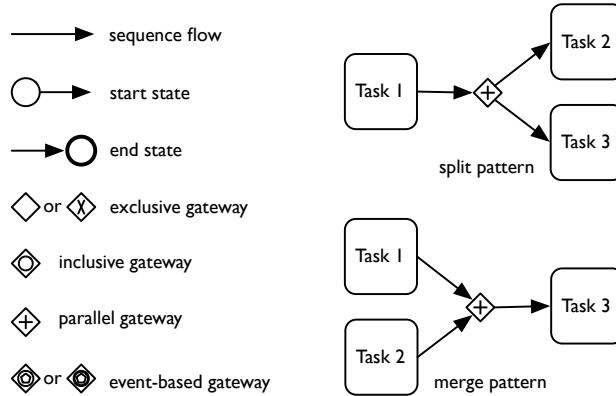 sequence flow
start state
end state
or
exclusive gateway
inclusive gateway
parallel gateway
or
event-based gateway
Task 1
Task 2
Task 3
split pattern
Task 1
Task 2
Task 3
merge pattern